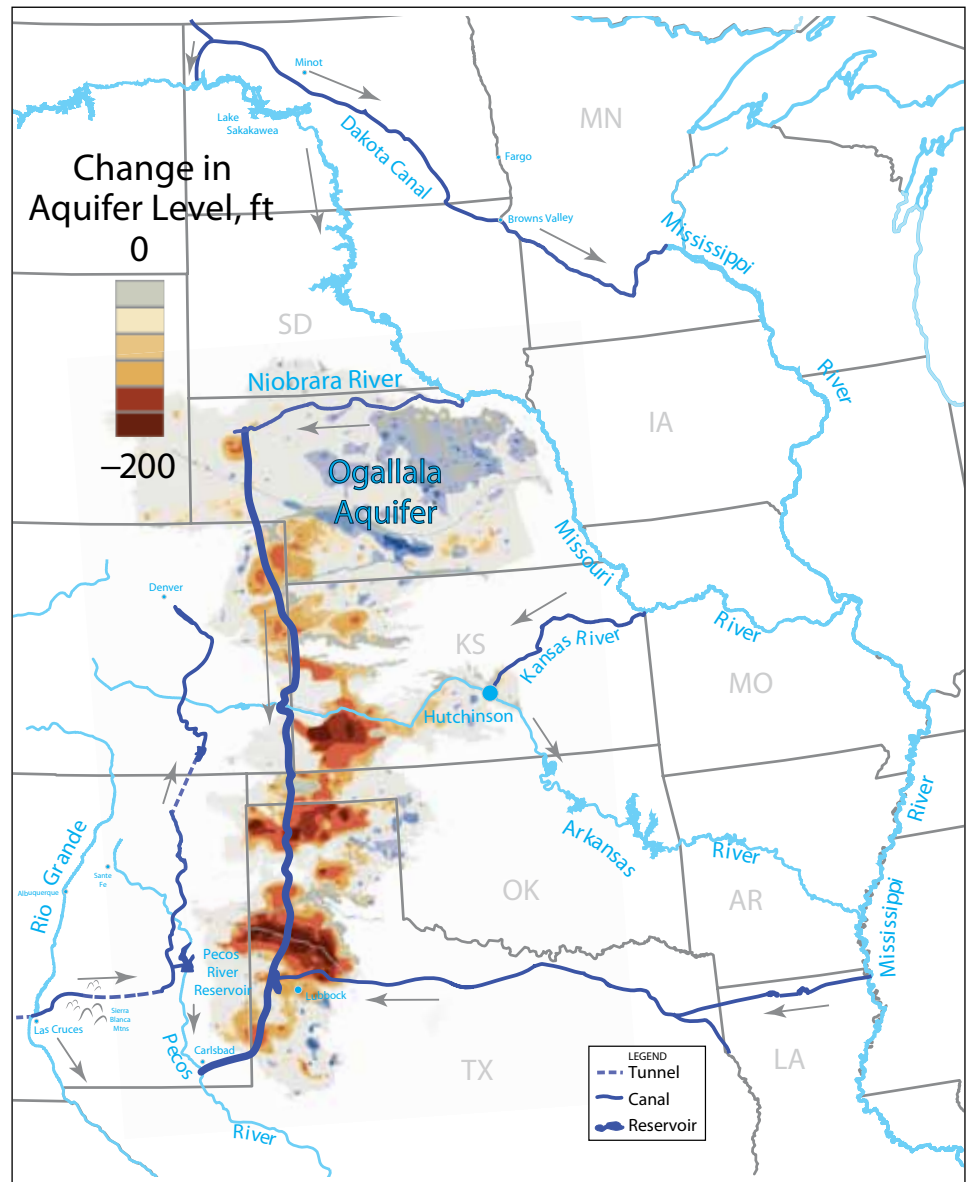 Minot
MN
Lake
Sakakawea
Dakota Canal
Fargo
Change in
Aquifer Level, ft
0
Browns Valley
Mississippi
River
SD
Niobrara River
IA
−200
Ogallala
Aquifer
Missouri
River
Denver
KS
Kansas River
MO
Hutchinson
River
Rio Grande
Arkansas
River
Sante
Fe
Albuquerque
OK
AR
Mississippi
Pecos
River
Reservoir
Lubbock
Las Cruces
Sierra
Blanca
Mtns
Carlsbad
Pecos
River
TX
LA
LEGEND
Tunnel
Canal
Reservoir